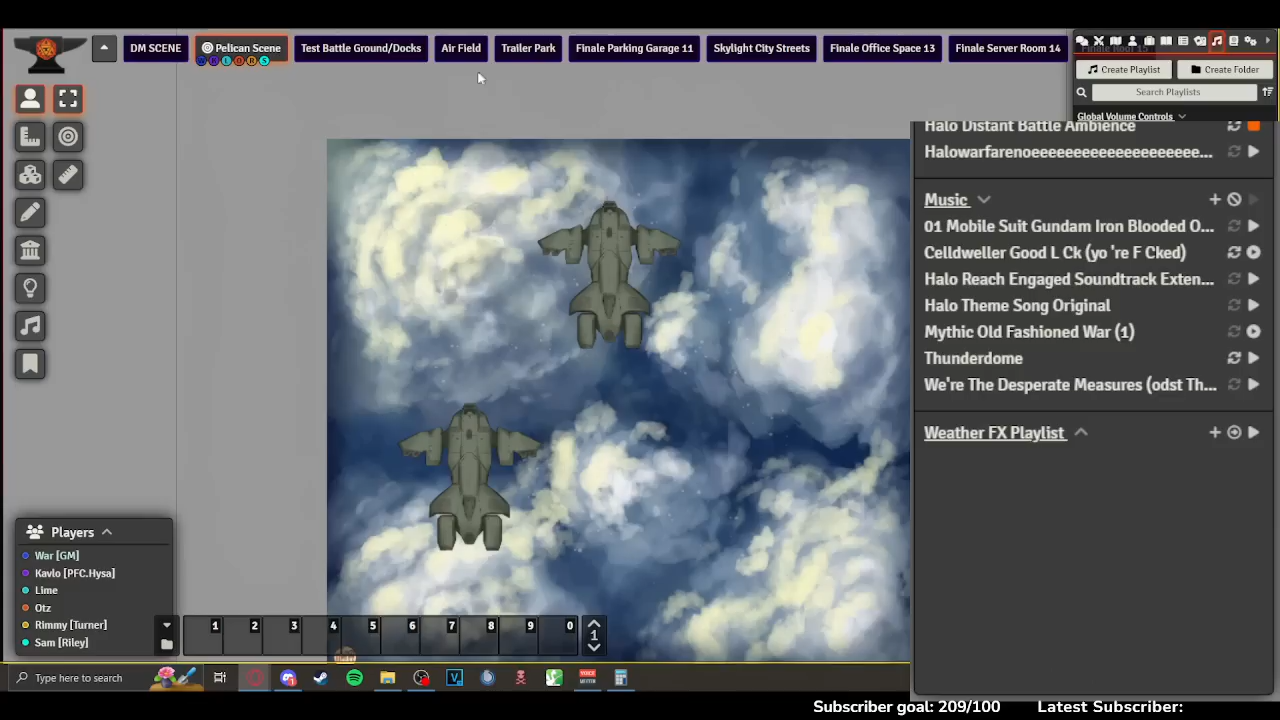 DM SCENE
Pelican Scene
Test Battle Ground/Docks
Air Field
Trailer Park
Finale Parking Garage 11
Skylight City Streets
Finale Office Space 13
Finale Server Room 14
Finale Roof 15
Create Playlist
Create Folder
Search Playlists
Global Volume Controls
Halo Distant Battle Ambience
Halowarfarenoeeeeeeeeeeeeeeeeeee...
Music
01 Mobile Suit Gundam Iron Blooded O...
Celldweller Good L Ck (yo 're F Cked)
Halo Reach Engaged Soundtrack Exten...
Halo Theme Song Original
Mythic Old Fashioned War (1)
Thunderdome
We're The Desperate Measures (odst Th...
Weather FX Playlist
Players
War [GM]
Kavlo [PFC.Hysa]
Lime
Otz
Rimmy [Turner]
Sam [Riley]
1 2 3 4 5 6 7 8 9 0
1
Type here to search
Subscriber goal: 209/100
Latest Subscriber: